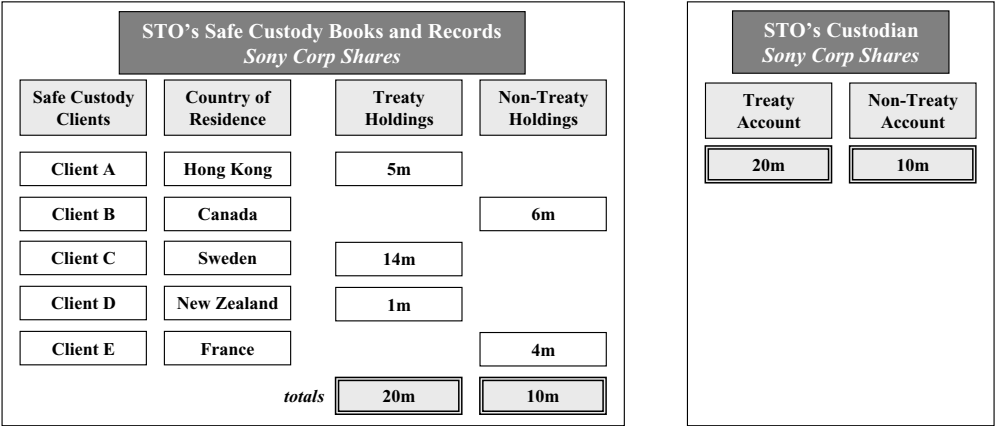 STO's Safe Custody Books and Records
Sony Corp Shares
Safe Custody Clients
Country of Residence
Treaty Holdings
Non-Treaty Holdings
Client A Hong Kong 5m
Client B Canada 6m
Client C Sweden 14m
Client D New Zealand 1m
Client E France 4m
totals 20m 10m
STO's Custodian
Sony Corp Shares
Treaty Account
Non-Treaty Account
20m 10m